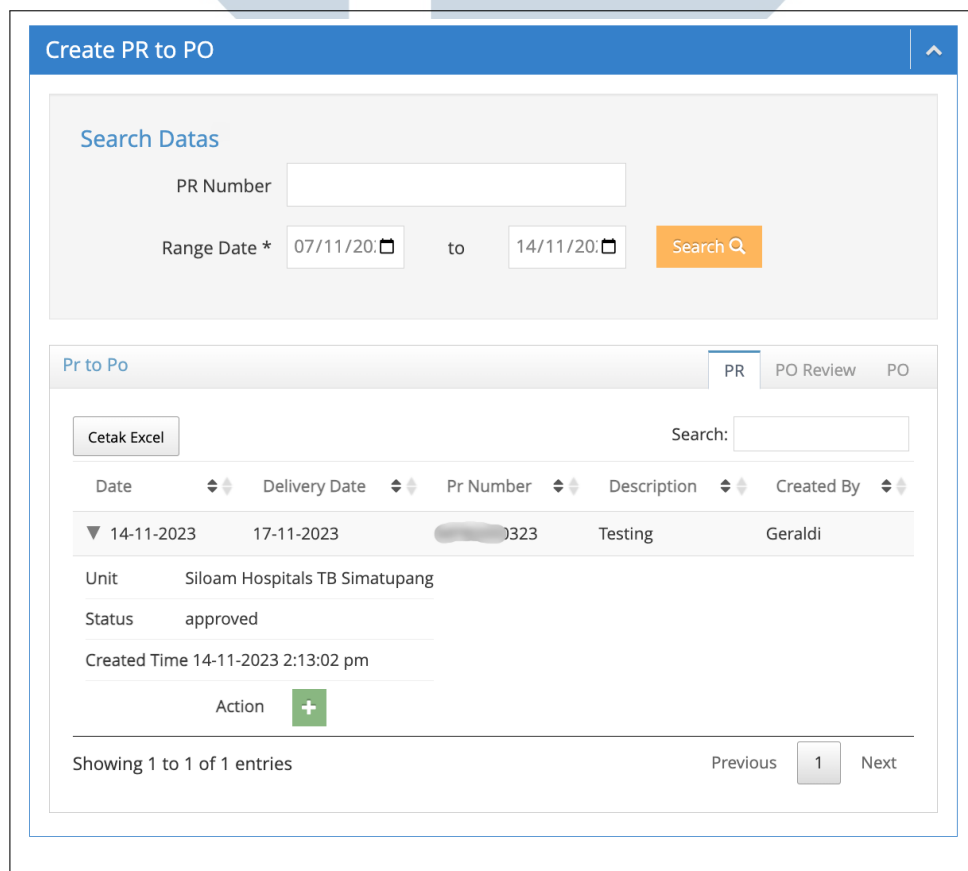 Create PR to PO
Search Datas
PR Number
Range Date * 07/11/20 to 14/11/20 Search
Pr to Po PR PO Review PO
Cetak Excel Search:
Date Delivery Date Pr Number Description Created By
14-11-2023 17-11-2023 0323 Testing Geraldi
Unit Siloam Hospitals TB Simatupang
Status approved
Created Time 14-11-2023 2:13:02 pm
Action
Showing 1 to 1 of 1 entries Previous 1 Next